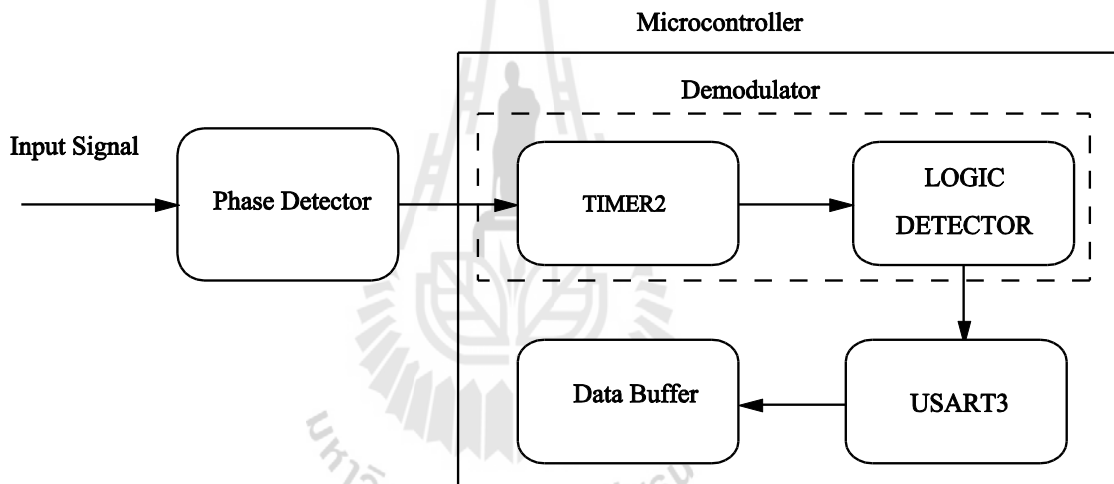 Microcontroller
Demodulator
Input Signal
Phase Detector
TIMER2
LOGIC
DETECTOR
Data Buffer
USART3